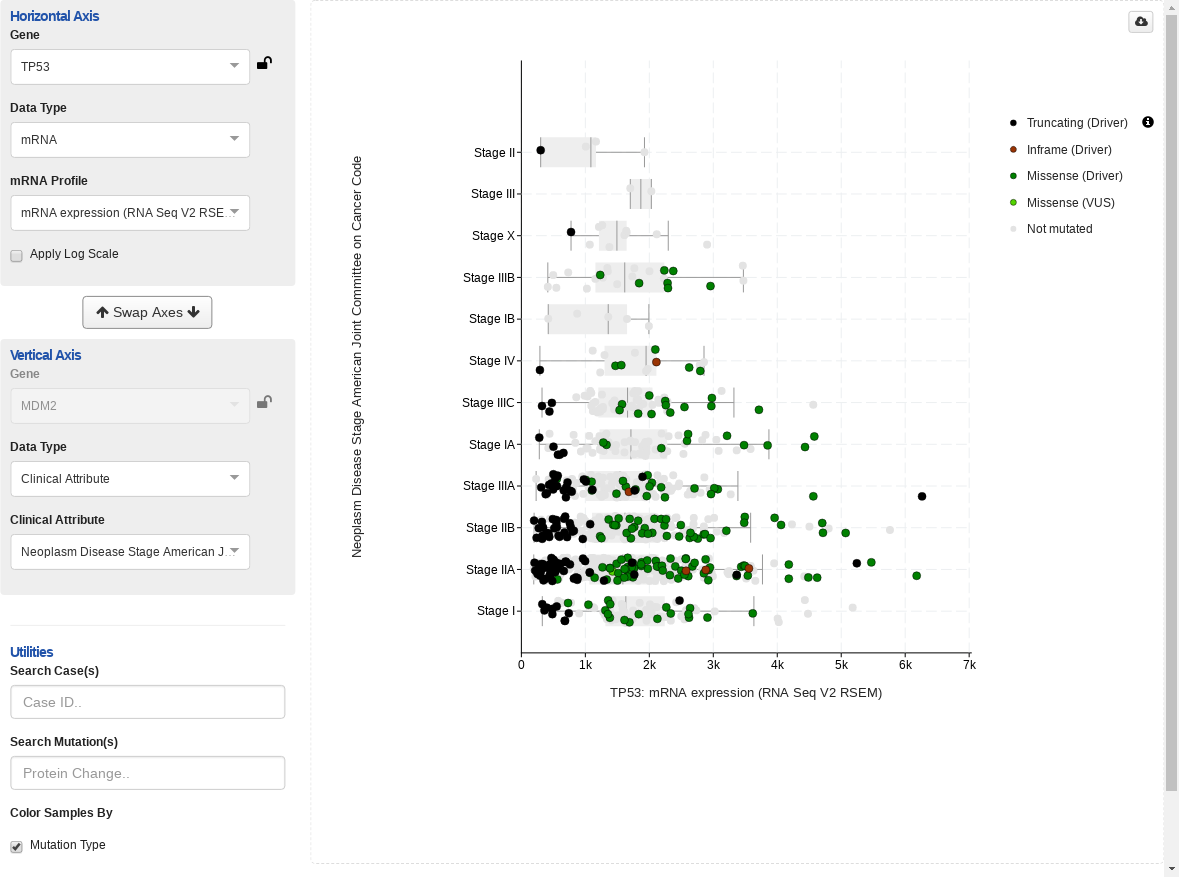 Horizontal Axis
Gene
TP53
Data Type
mRNA
mRNA Profile
mRNA expression (RNA Seq V2 RSE…
Apply Log Scale
Swap Axes
Vertical Axis
Gene
MDM2
Data Type
Clinical Attribute
Clinical Attribute
Neoplasm Disease Stage American J…
Utilities
Search Case(s)
Case ID..
Search Mutation(s)
Protein Change..
Color Samples By
Mutation Type
Neoplasm Disease Stage American Joint Committee on Cancer Code
Stage II
Stage III
Stage X
Stage IIIB
Stage IB
Stage IV
Stage IIIC
Stage IA
Stage IIIA
Stage IIB
Stage IIA
Stage I
0 1k 2k 3k 4k 5k 6k 7k
TP53: mRNA expression (RNA Seq V2 RSEM)
Truncating (Driver)
Inframe (Driver)
Missense (Driver)
Missense (VUS)
Not mutated